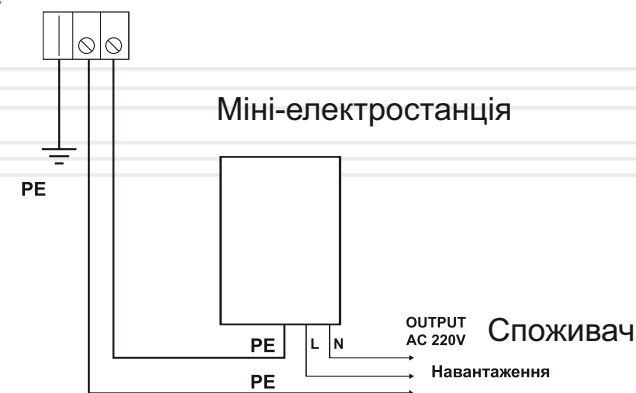 Міні-електростанція
PE
PE
L
N
OUTPUT
AC 220V
Споживач
Навантаження
PE